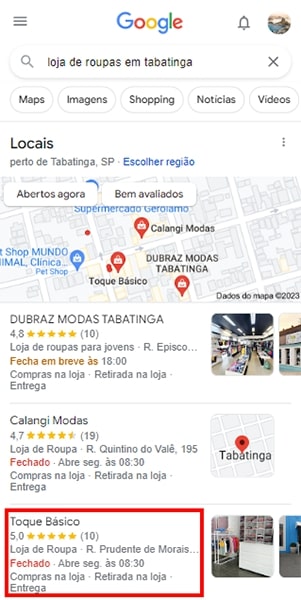 Google
loja de roupas em tabatinga
Maps
Imagens
Shopping
Notícias
Vídeos
Locais
perto de Tabatinga, SP · Escolher região
Abertos agora
Bem avaliados
Supermercado Gerolamo
Calangi Modas
Pet Shop MUNDO
ANIMAL, Clínica...
Pet Shop
DUBRAZ MODAS
TABATINGA
Toque Básico
Dados do mapa ©2023
DUBRAZ MODAS TABATINGA
4,8 (10)
Loja de roupas para jovens · R. Episco...
Fecha em breve às 18:00
Compras na loja · Retirada na loja ·
Entrega
Calangi Modas
4,7 (19)
Loja de Roupa · R. Quintino do Valê, 195
Fechado · Abre seg. às 08:30
Compras na loja · Retirada na loja ·
Entrega
Tabatinga
Toque Básico
5,0 (10)
Loja de Roupa · R. Prudente de Morais...
Fechado · Abre seg. às 08:30
Compras na loja · Retirada na loja ·
Entrega